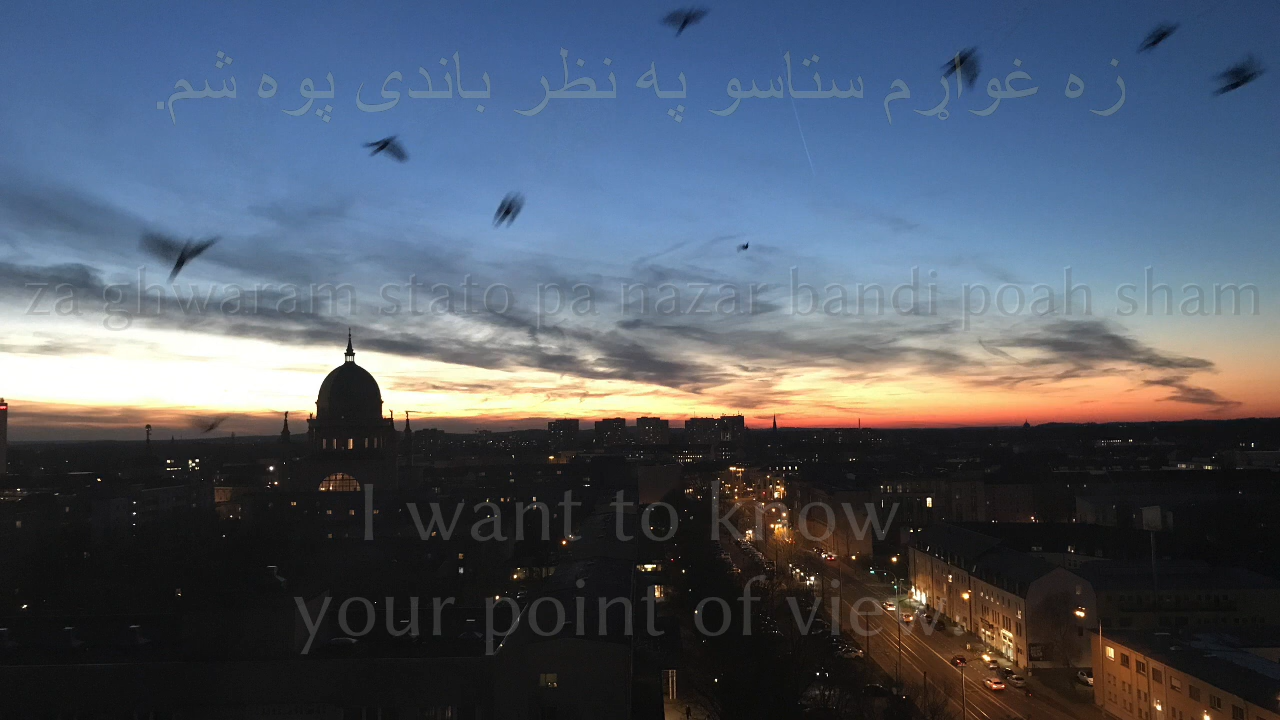 زه غواړم ستاسو په نظر باندی پوه شم.
za ghwaram stato pa nazar bandi poah sham
I want to know
your point of view.